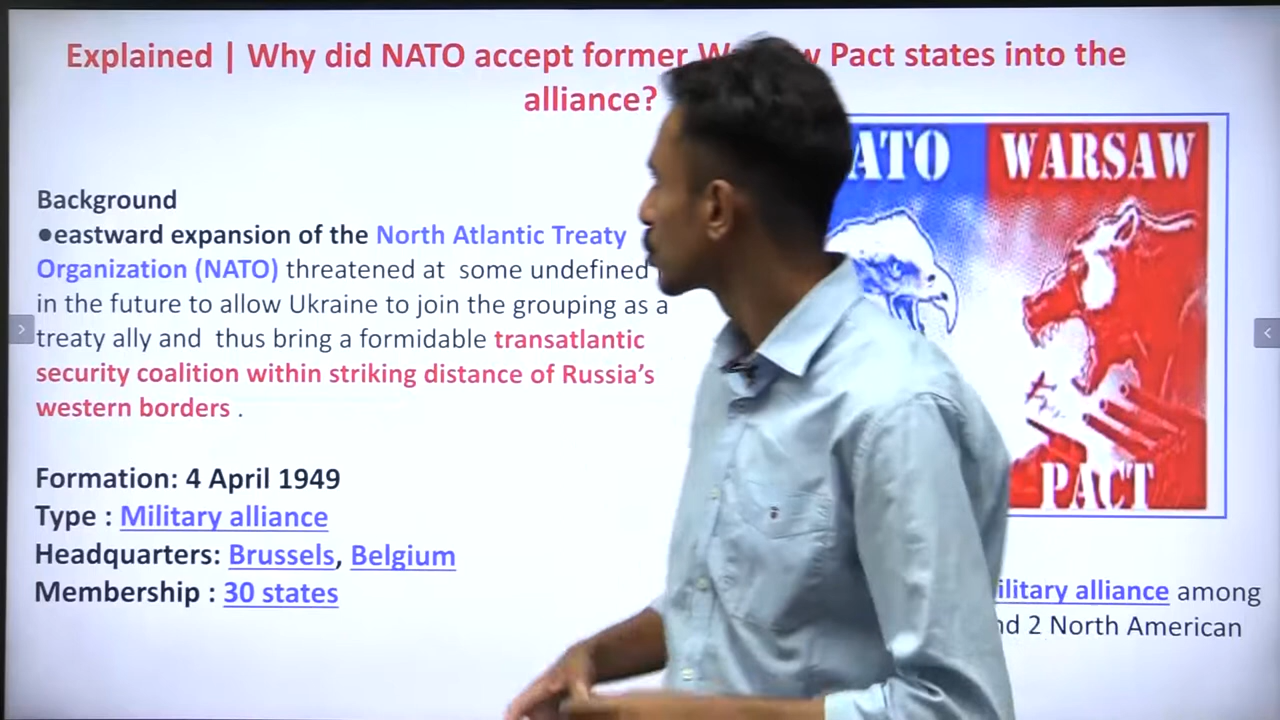 Explained | Why did NATO accept former Pact states into the
alliance?
Background
●eastward expansion of the North Atlantic Treaty
Organization (NATO) threatened at some undefined
in the future to allow Ukraine to join the grouping as a
treaty ally and thus bring a formidable transatlantic
security coalition within striking distance of Russia’s
western borders .
Formation: 4 April 1949
Type : Military alliance
Headquarters: Brussels, Belgium
Membership : 30 states
ATO WARSAW
PACT
ilitary alliance among
nd 2 North American